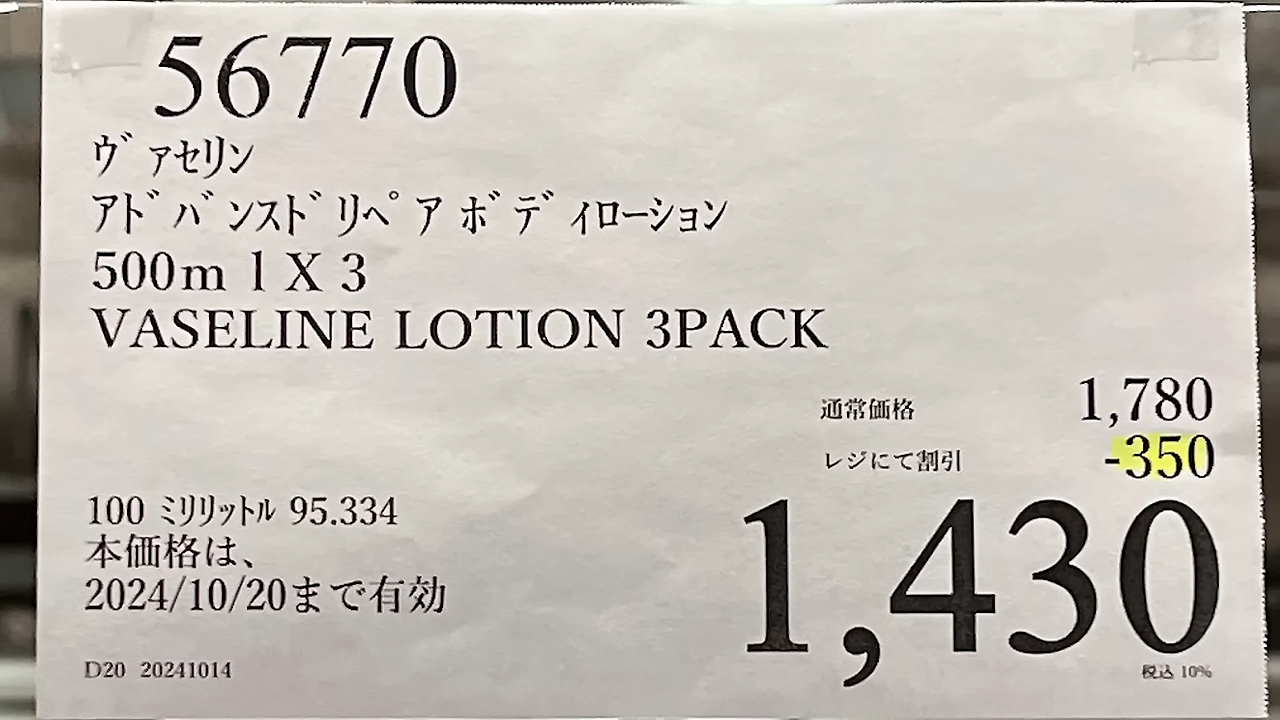 56770
ヴァセリン
アドバンスドリペア ボディローション
500m l X 3
VASELINE LOTION 3PACK
通常価格 1,780
レジにて割引 -350
1,430
100 ミリリットル 95.334
本価格は、
2024/10/20まで有効
D20 20241014
税込 10%